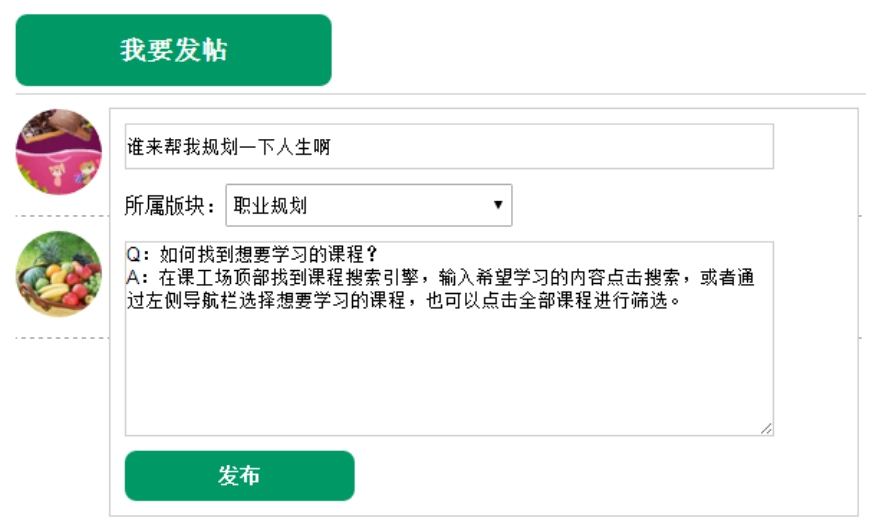 我要发帖
谁来帮我规划一下人生啊
所属版块：职业规划
Q：如何找到想要学习的课程？
A：在课工场顶部找到课程搜索引擎，输入希望学习的内容点击搜索，或者通
过左侧导航栏选择想要学习的课程，也可以点击全部课程进行筛选。
发布